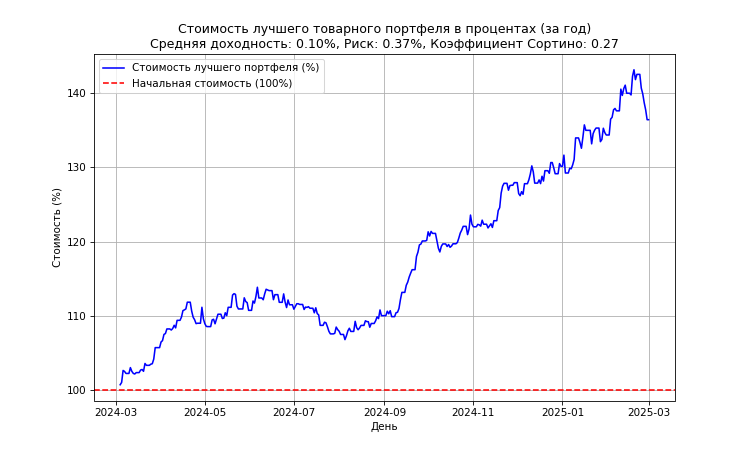 Стоимость лучшего товарного портфеля в процентах (за год)
Средняя доходность: 0.10%, Риск: 0.37%, Коэффициент Сортино: 0.27
Стоимость лучшего портфеля (%)
Начальная стоимость (100%)
Стоимость (%)
140
130
120
110
100
2024-03 2024-05 2024-07 2024-09 2024-11 2025-01 2025-03
День